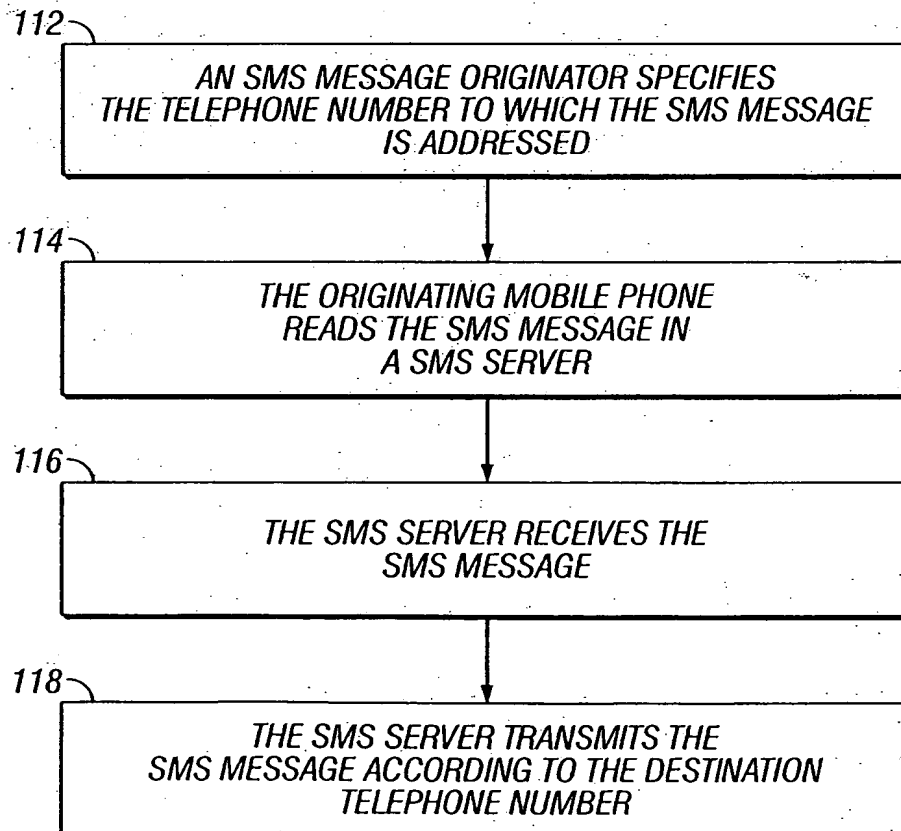 112
AN SMS MESSAGE ORIGINATOR SPECIFIES
THE TELEPHONE NUMBER TO WHICH THE SMS MESSAGE
IS ADDRESSED
114
THE ORIGINATING MOBILE PHONE
READS THE SMS MESSAGE IN
A SMS SERVER
116
THE SMS SERVER RECEIVES THE
SMS MESSAGE
118
THE SMS SERVER TRANSMITS THE
SMS MESSAGE ACCORDING TO THE DESTINATION
TELEPHONE NUMBER